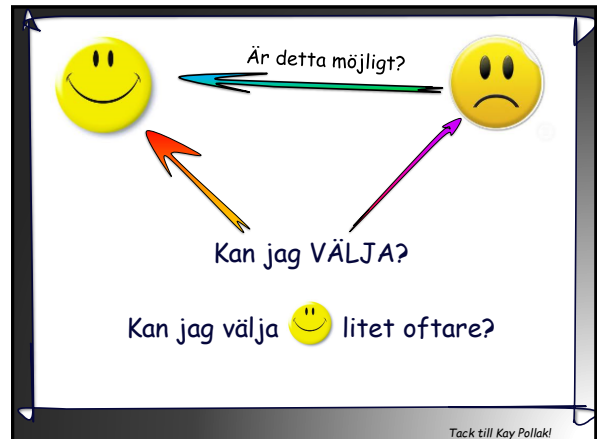 Är detta möjligt?
Kan jag VÄLJA?
Kan jag välja litet oftare?
Tack till Kay Pollak!